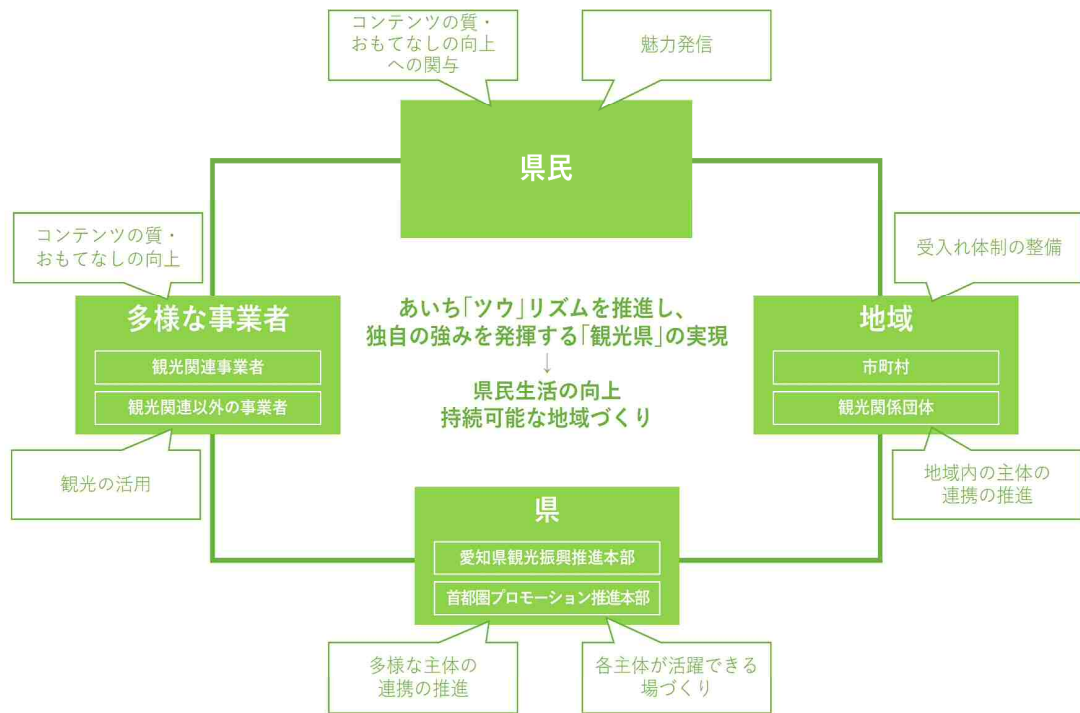 コンテンツの質・
おもてなしの向上
への関与
魅力発信
県民
コンテンツの質・
おもてなしの向上
受入れ体制の整備
多様な事業者
観光関連事業者
観光関連以外の事業者
あいち「ツウ」リズムを推進し、
独自の強みを発揮する「観光県」の実現
↓
県民生活の向上
持続可能な地域づくり
地域
市町村
観光関係団体
観光の活用
地域内の主体の
連携の推進
県
愛知県観光振興推進本部
首都圏プロモーション推進本部
多様な主体の
連携の推進
各主体が活躍できる
場づくり